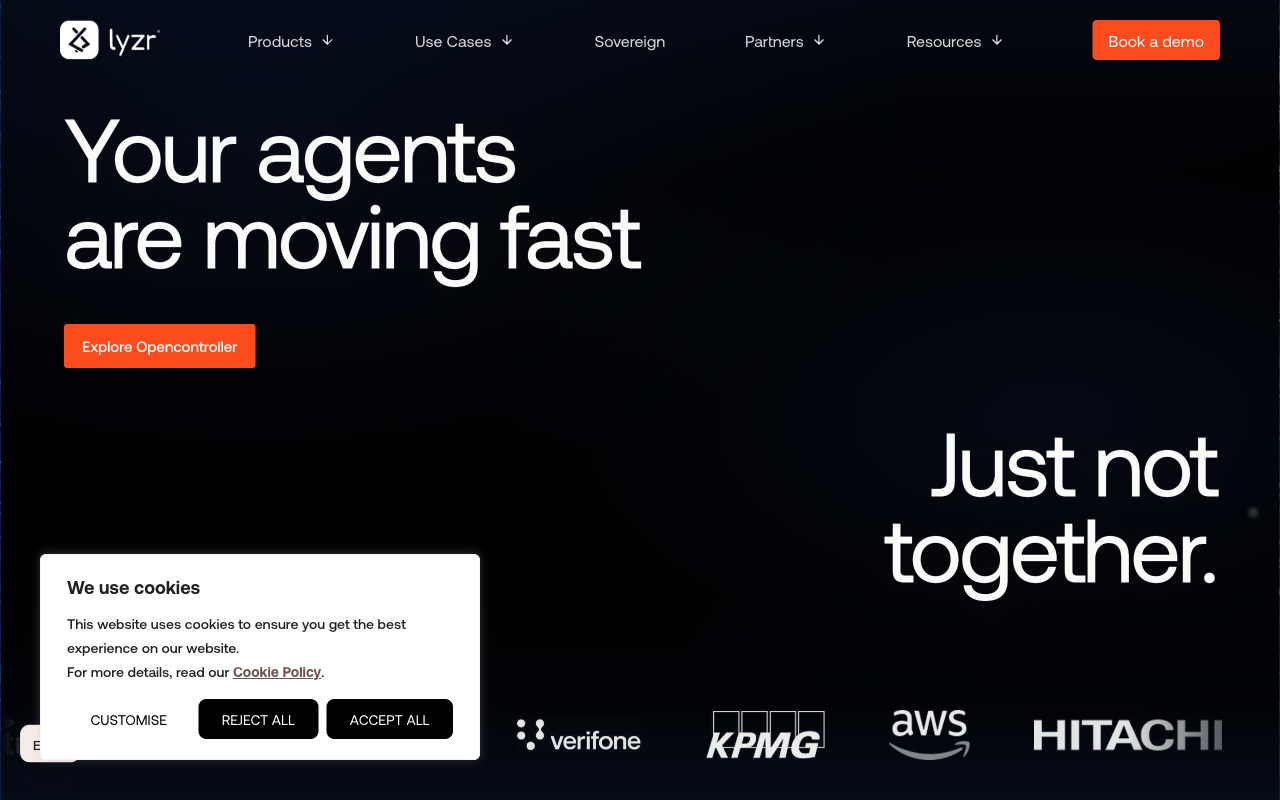 lyzr
Products
Use Cases
Sovereign
Partners
Resources
Book a demo
Your agents
are moving fast
Explore Opencontroller
Just not
together.
We use cookies
This website uses cookies to ensure you get the best
experience on our website.
For more details, read our Cookie Policy.
CUSTOMISE
REJECT ALL
ACCEPT ALL
verifone
KPMG
aws
HITACHI